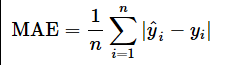 MAE = \frac{1}{n} \sum_{i=1}^{n} |\hat{y}_i - y_i|